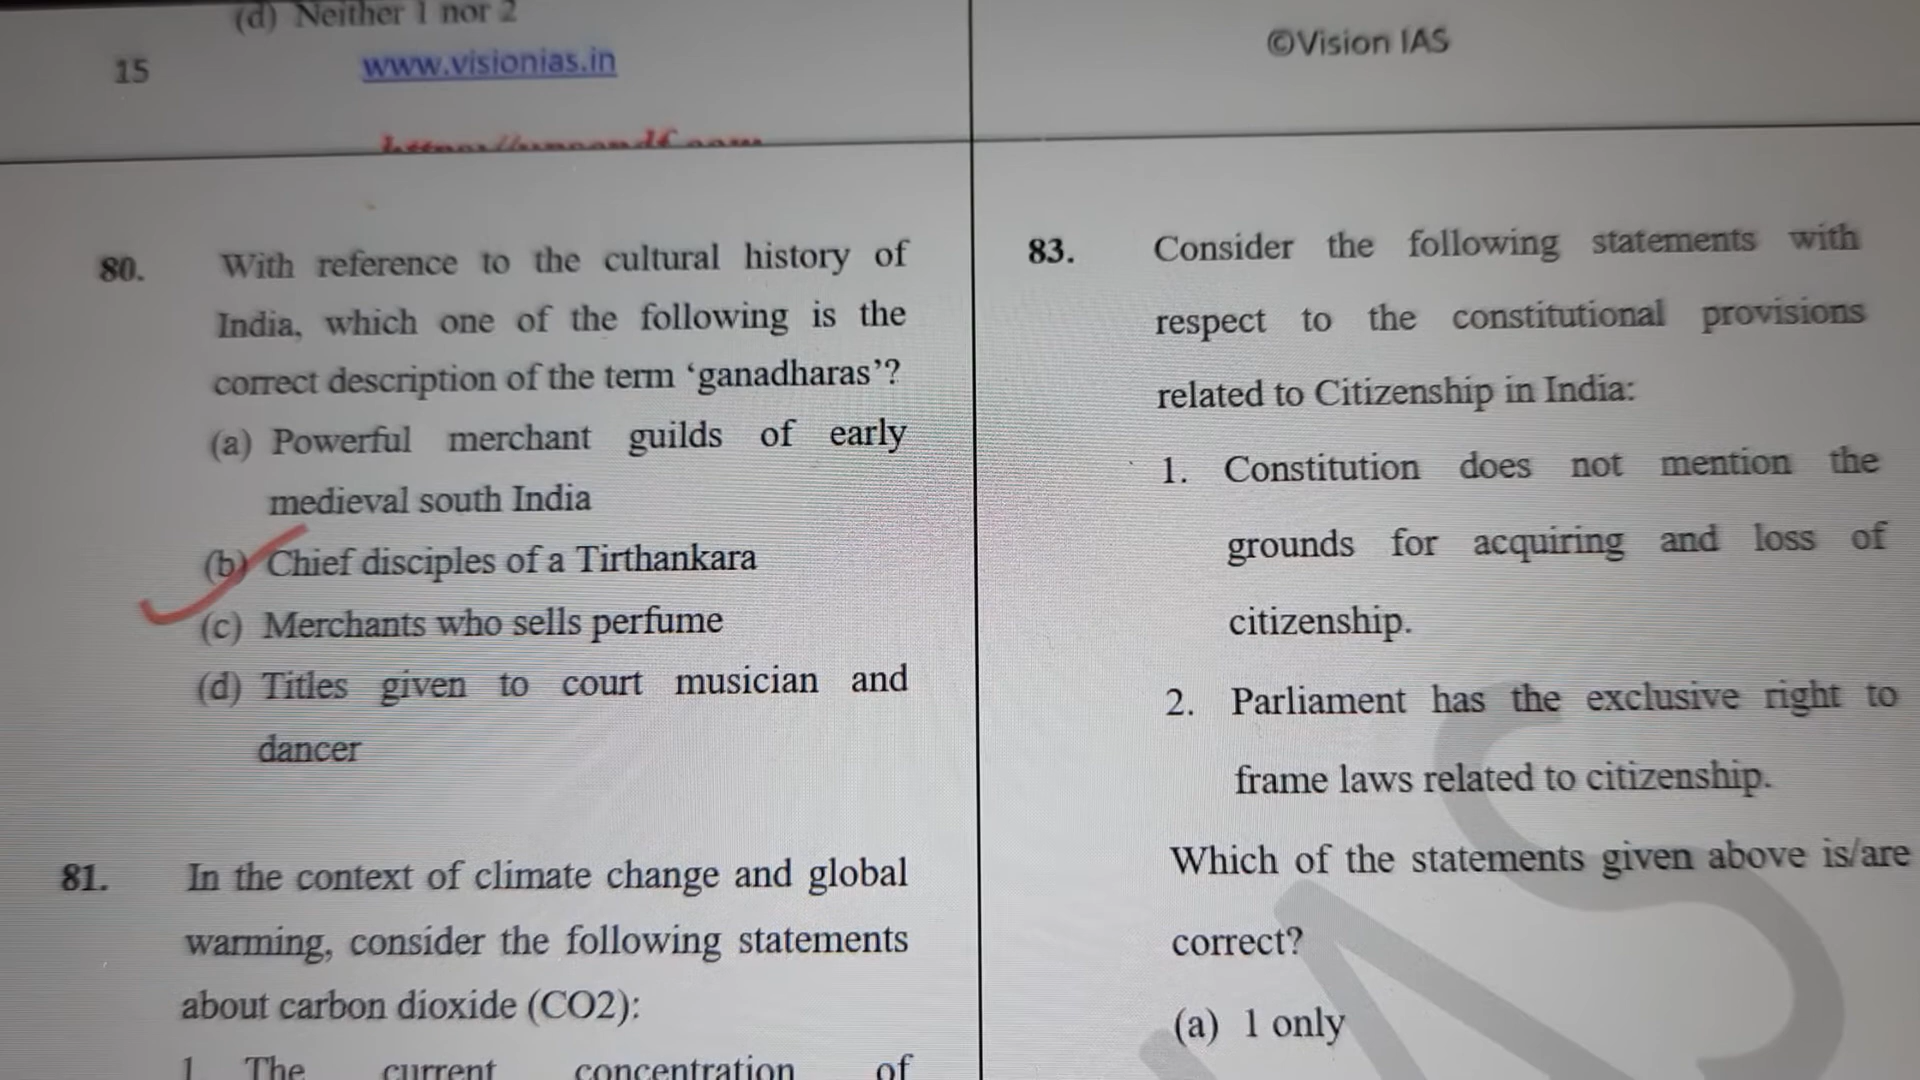 (d) Neither 1 nor 2
15
www.visionias.in
©Vision IAS
80. With reference to the cultural history of
India, which one of the following is the
correct description of the term ‘ganadharas’?
(a) Powerful merchant guilds of early
medieval south India
(b) Chief disciples of a Tirthankara
(c) Merchants who sells perfume
(d) Titles given to court musician and
dancer
81. In the context of climate change and global
warming, consider the following statements
about carbon dioxide (CO2):
1 The current concentration of
83. Consider the following statements with
respect to the constitutional provisions
related to Citizenship in India:
1. Constitution does not mention the
grounds for acquiring and loss of
citizenship.
2. Parliament has the exclusive right to
frame laws related to citizenship.
Which of the statements given above is/are
correct?
(a) 1 only